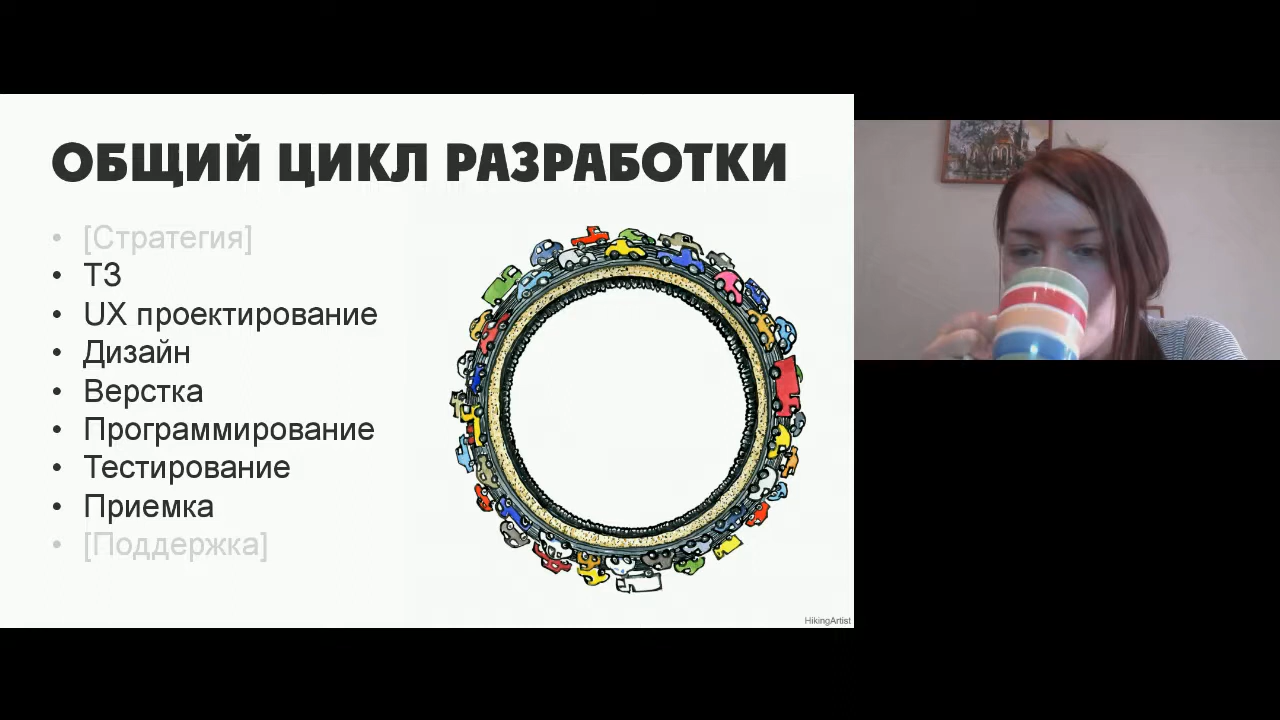 ОБЩИЙ ЦИКЛ РАЗРАБОТКИ
• [Стратегия]
• ТЗ
• UX проектирование
• Дизайн
• Верстка
• Программирование
• Тестирование
• Приемка
• [Поддержка]
HikingArtist